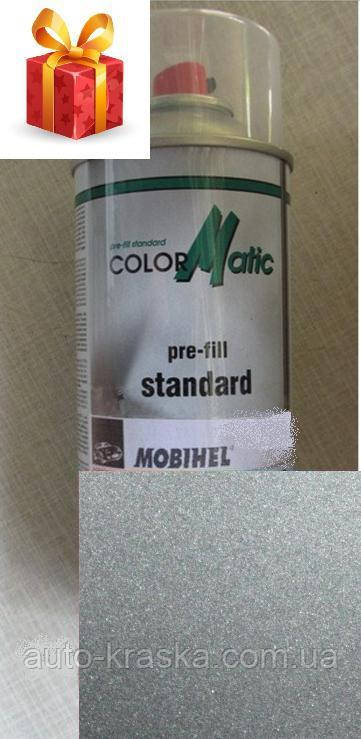 pre-fill standard
COLORMatic
pre-fill
standard
MOBIHEL®
auto-kraska.com.ua